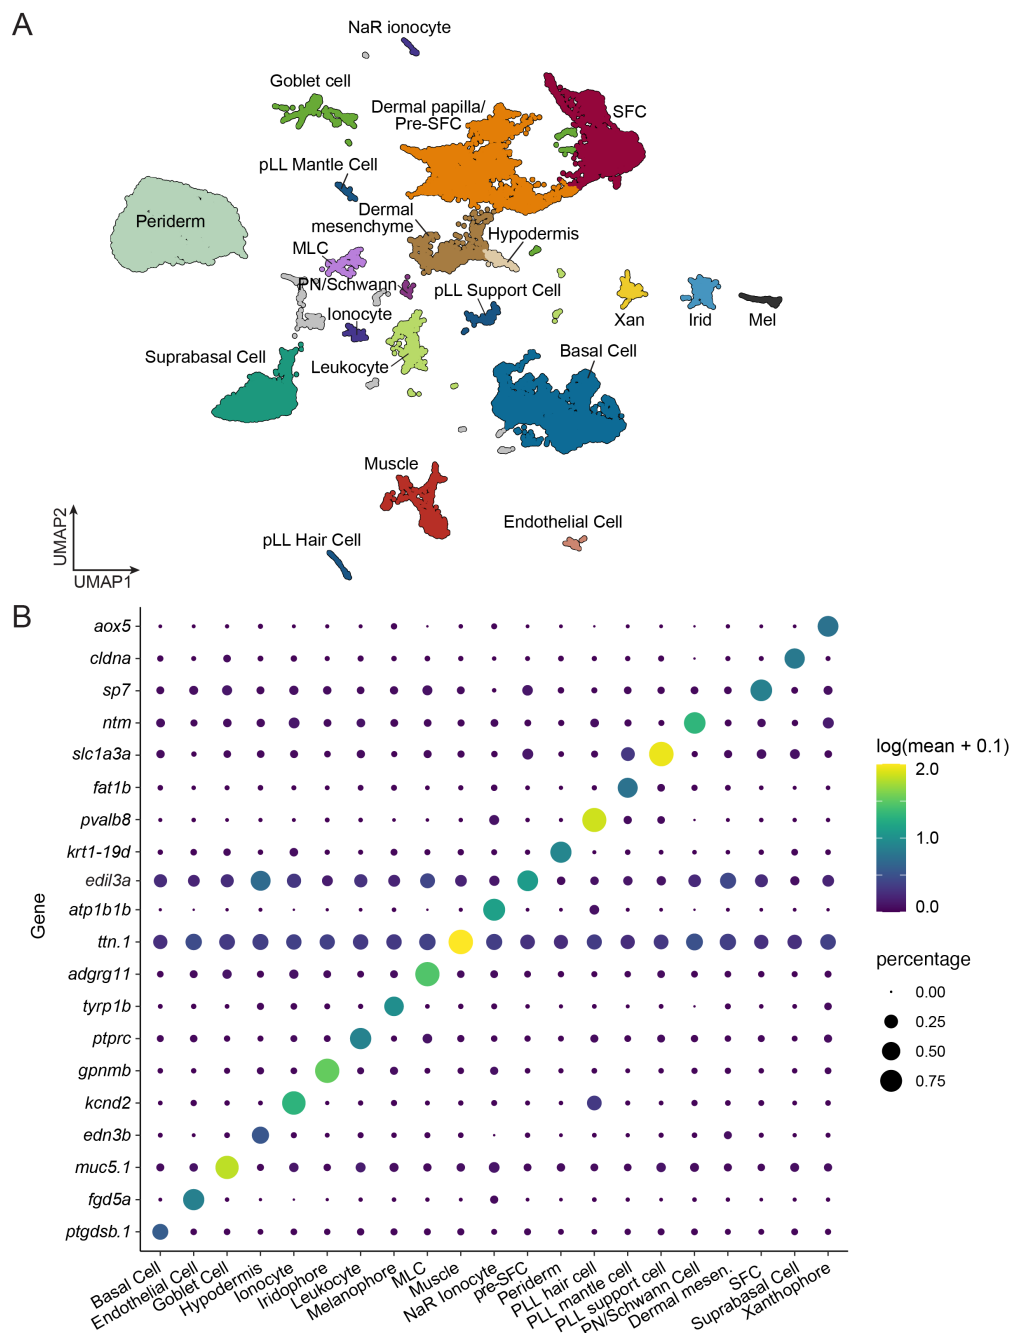 A
NaR ionocyte
Goblet cell
Dermal papilla/
Pre-SFC
SFC
pLL Mantle Cell
Periderm
Dermal
mesenchyme
Hypodermis
MLC
PN/Schwann
pLL Support Cell
Ionocyte
Xan
Irid
Mel
Suprabasal Cell
Leukocyte
Basal Cell
Muscle
Endothelial Cell
pLL Hair Cell
UMAP2
UMAP1
B
Gene
aox5
cldna
sp7
ntm
slc1a3a
fat1b
pvalb8
krt1-19d
edil3a
atp1b1b
ttn.1
adgrg11
tyrp1b
ptprc
gpnmb
kcnd2
edn3b
muc5.1
fgd5a
ptgdsb.1
Basal Cell
Endothelial Cell
Goblet Cell
Hypodermis
Ionocyte
Iridophore
Leukocyte
Melanophore
MLC
Muscle
NaR Ionocyte
pre-SFC
Periderm
PLL hair cell
PLL mantle cell
PLL support cell
PN/Schwann Cell
Dermal mesen.
SFC
Suprabasal Cell
Xanthophore
log(mean + 0.1)
2.0
1.0
0.0
percentage
0.00
0.25
0.50
0.75